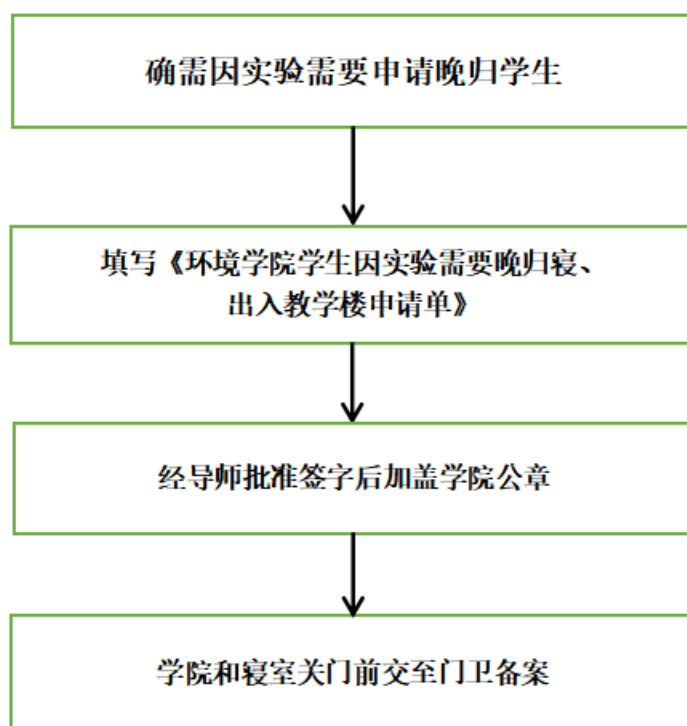 确需因实验需要申请晚归学生
填写《环境学院学生因实验需要晚归寝、
出入教学楼申请单》
经导师批准签字后加盖学院公章
学院和寝室关门前交至门卫备案